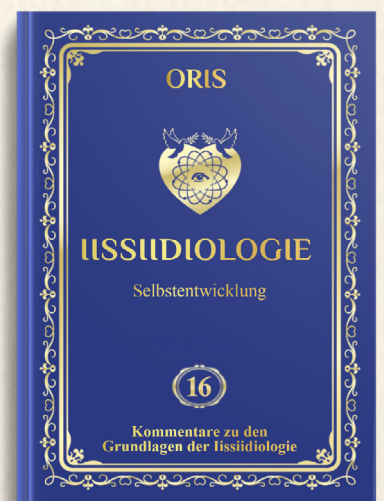 ORIS
IISSIIDIOLOGIE
Selbstentwicklung
16
Kommentare zu den
Grundlagen der Iissiidiologie